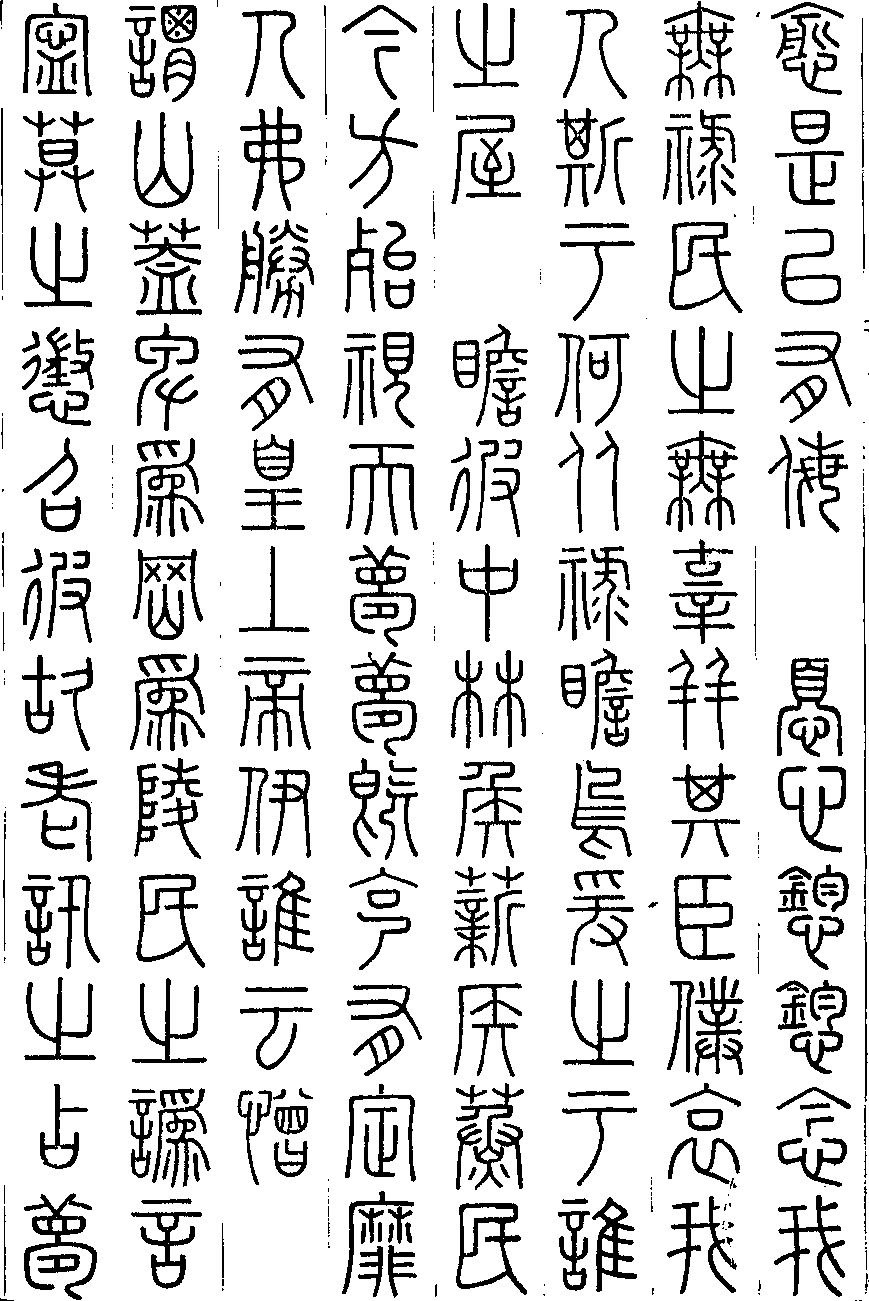 愈是以有侮　憂心惸惸念我
無祿民之無辜并其臣僕哀我
人斯于何从祿瞻烏爰止于誰
之屋　瞻彼中林侯薪侯蒸民
今方殆視而夢夢既克有定靡
人弗勝有皇上帝伊誰云憎
謂山蓋卑為岡為陵民之譌言
寧莫之懲召彼故老訊之占夢